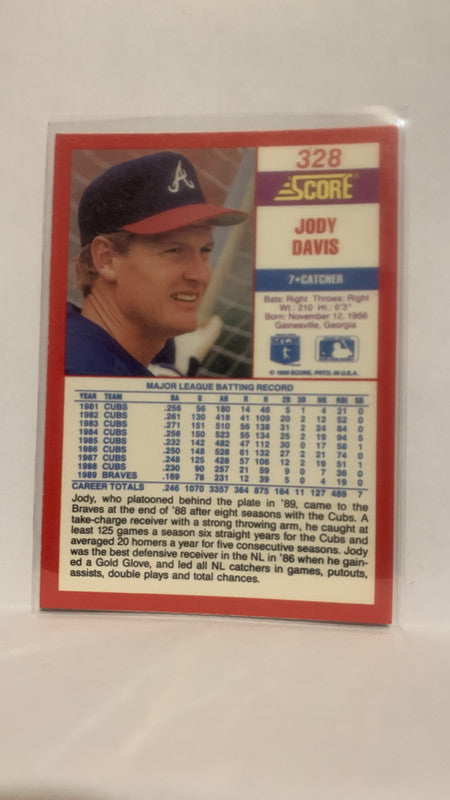 328
SCORE
JODY
DAVIS
7 • CATCHER
Bats: Right Throws: Right
Wt.: 210 Ht.: 6'3"
Born: November 12, 1956
Gainesville, Georgia
© 1990 SCORE, PRTD. IN U.S.A.
MAJOR LEAGUE BATTING RECORD
YEAR TEAM BA G AB R H 2B 3B HR RBI SB
1981 CUBS .256 56 180 14 46 5 1 4 21 0
1982 CUBS .261 130 418 41 109 20 2 12 52 0
1983 CUBS .271 151 510 56 138 31 2 24 84 0
1984 CUBS .256 150 523 55 134 25 2 19 94 5
1985 CUBS .232 142 482 47 112 30 0 17 58 1
1986 CUBS .250 148 528 61 132 27 2 21 74 0
1987 CUBS .248 125 428 57 106 12 2 19 51 1
1988 CUBS .230 90 257 21 59 9 0 7 36 0
1989 BRAVES .169 78 231 12 39 5 0 4 19 0
CAREER TOTALS .246 1070 3557 364 875 164 11 127 489 7
Jody, who platooned behind the plate in '89, came to the
Braves at the end of '88 after eight seasons with the Cubs. A
take-charge receiver with a strong throwing arm, he caught at
least 125 games a season six straight years for the Cubs and
averaged 20 homers a year for five consecutive seasons. Jody
was the best defensive receiver in the NL in '86 when he gain-
ed a Gold Glove, and led all NL catchers in games, putouts,
assists, double plays and total chances.